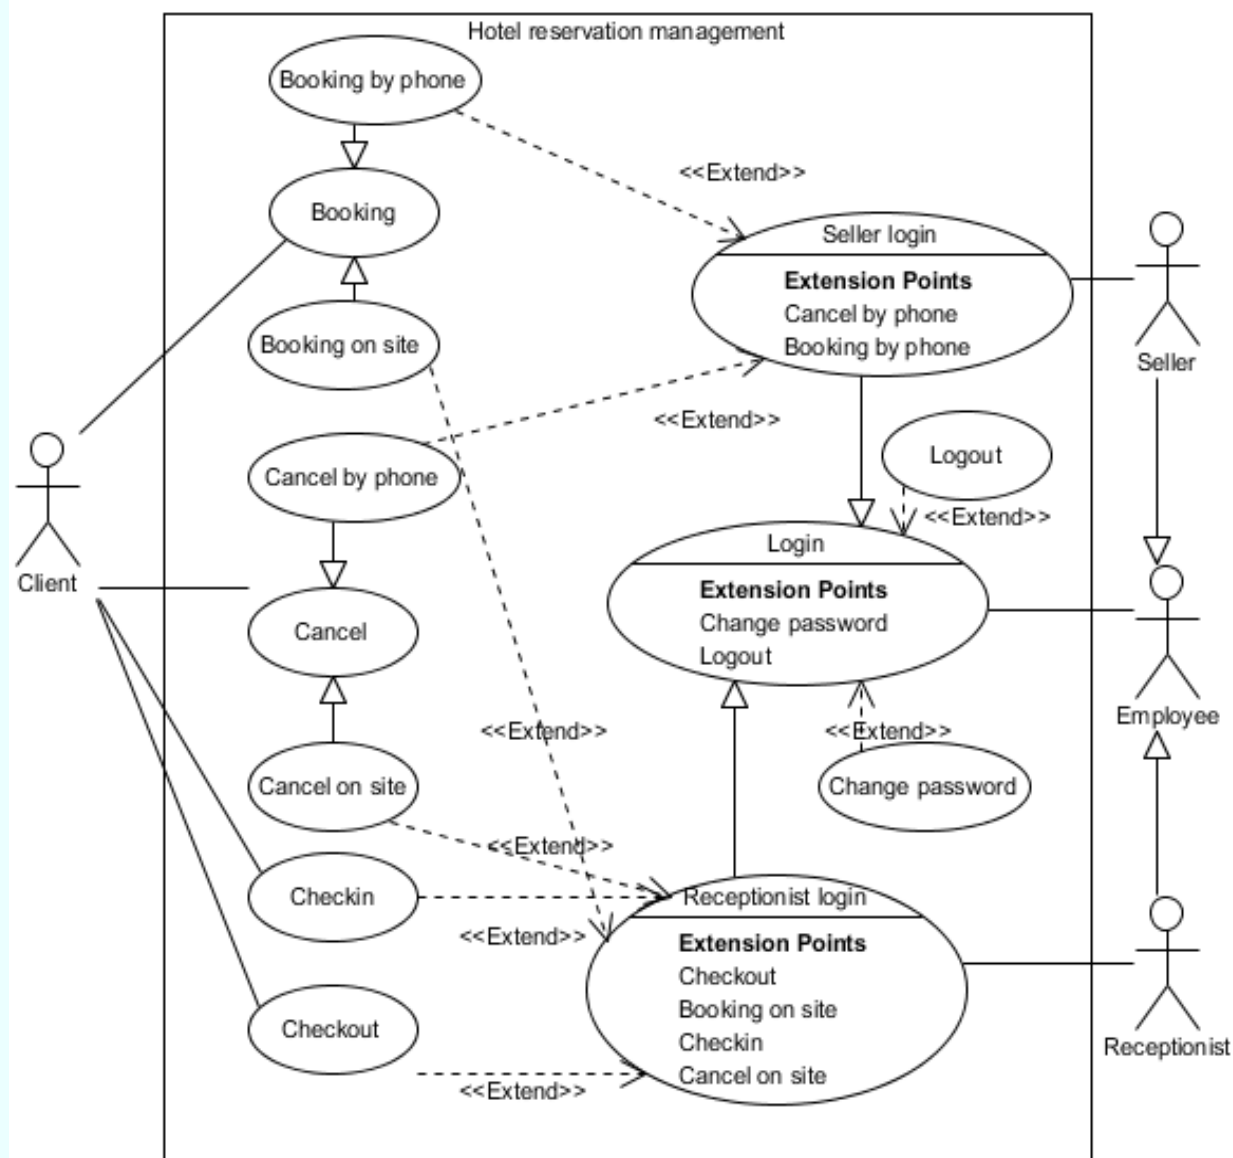 Hotel reservation management
Booking by phone
<<Extend>>
Booking
Seller login
Extension Points
Cancel by phone
Booking by phone
Booking on site
Seller
<<Extend>>
Logout
Cancel by phone
<<Extend>>
Login
Client
Extension Points
Change password
Logout
Cancel
Employee
<<Extend>>
<<Extend>>
Cancel on site
Change password
<<Extend>>
Checkin
Receptionist login
<<Extend>>
Extension Points
Checkout
Booking on site
Checkin
Cancel on site
Checkout
Receptionist
<<Extend>>